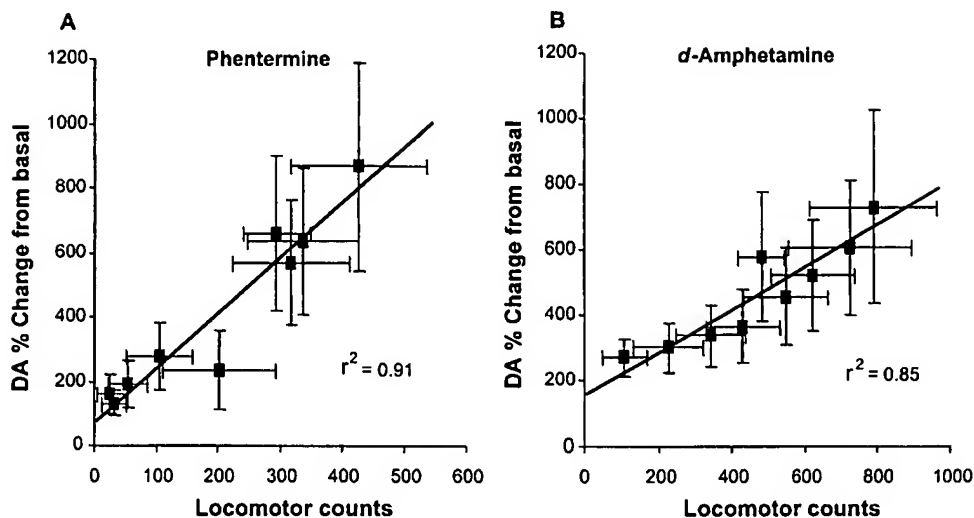 A
Phentermine
1200
1000
800
600
400
200
0
DA % Change from basal
r² = 0.91
0 100 200 300 400 500 600
Locomotor counts
B
d-Amphetamine
1200
1000
800
600
400
200
0
DA % Change from basal
r² = 0.85
0 200 400 600 800 1000
Locomotor counts